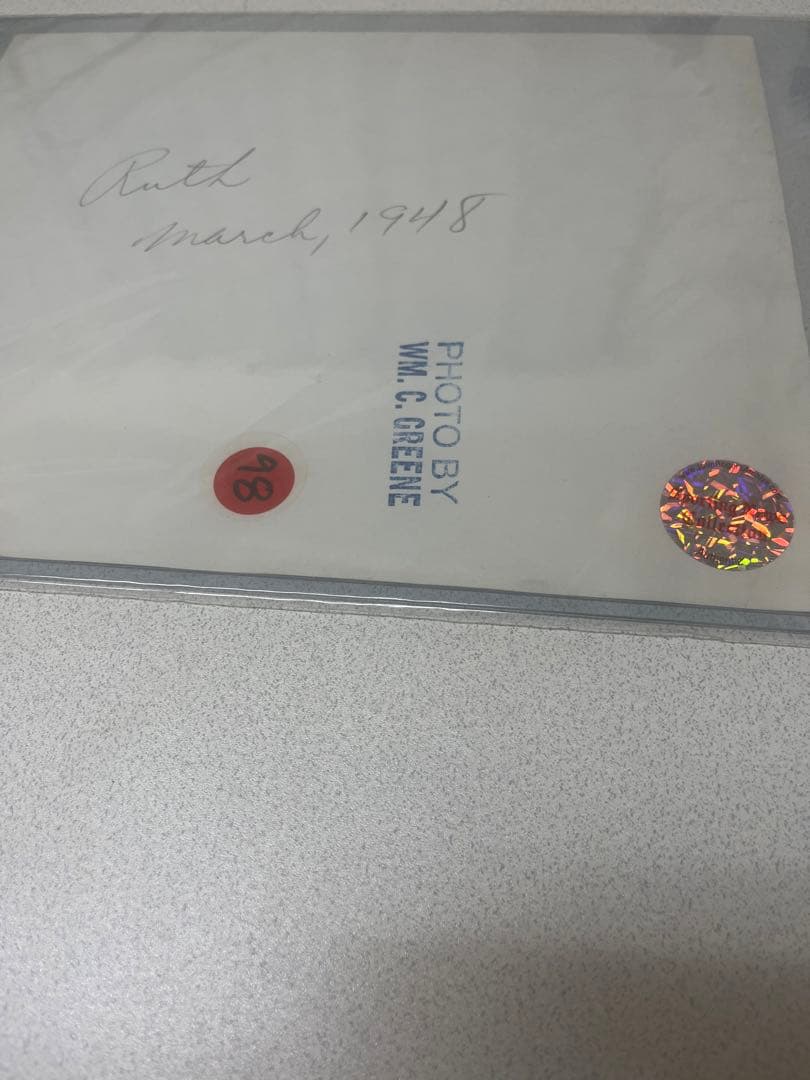 Ruth
March, 1948
PHOTO BY
WM. C. GREENE
98